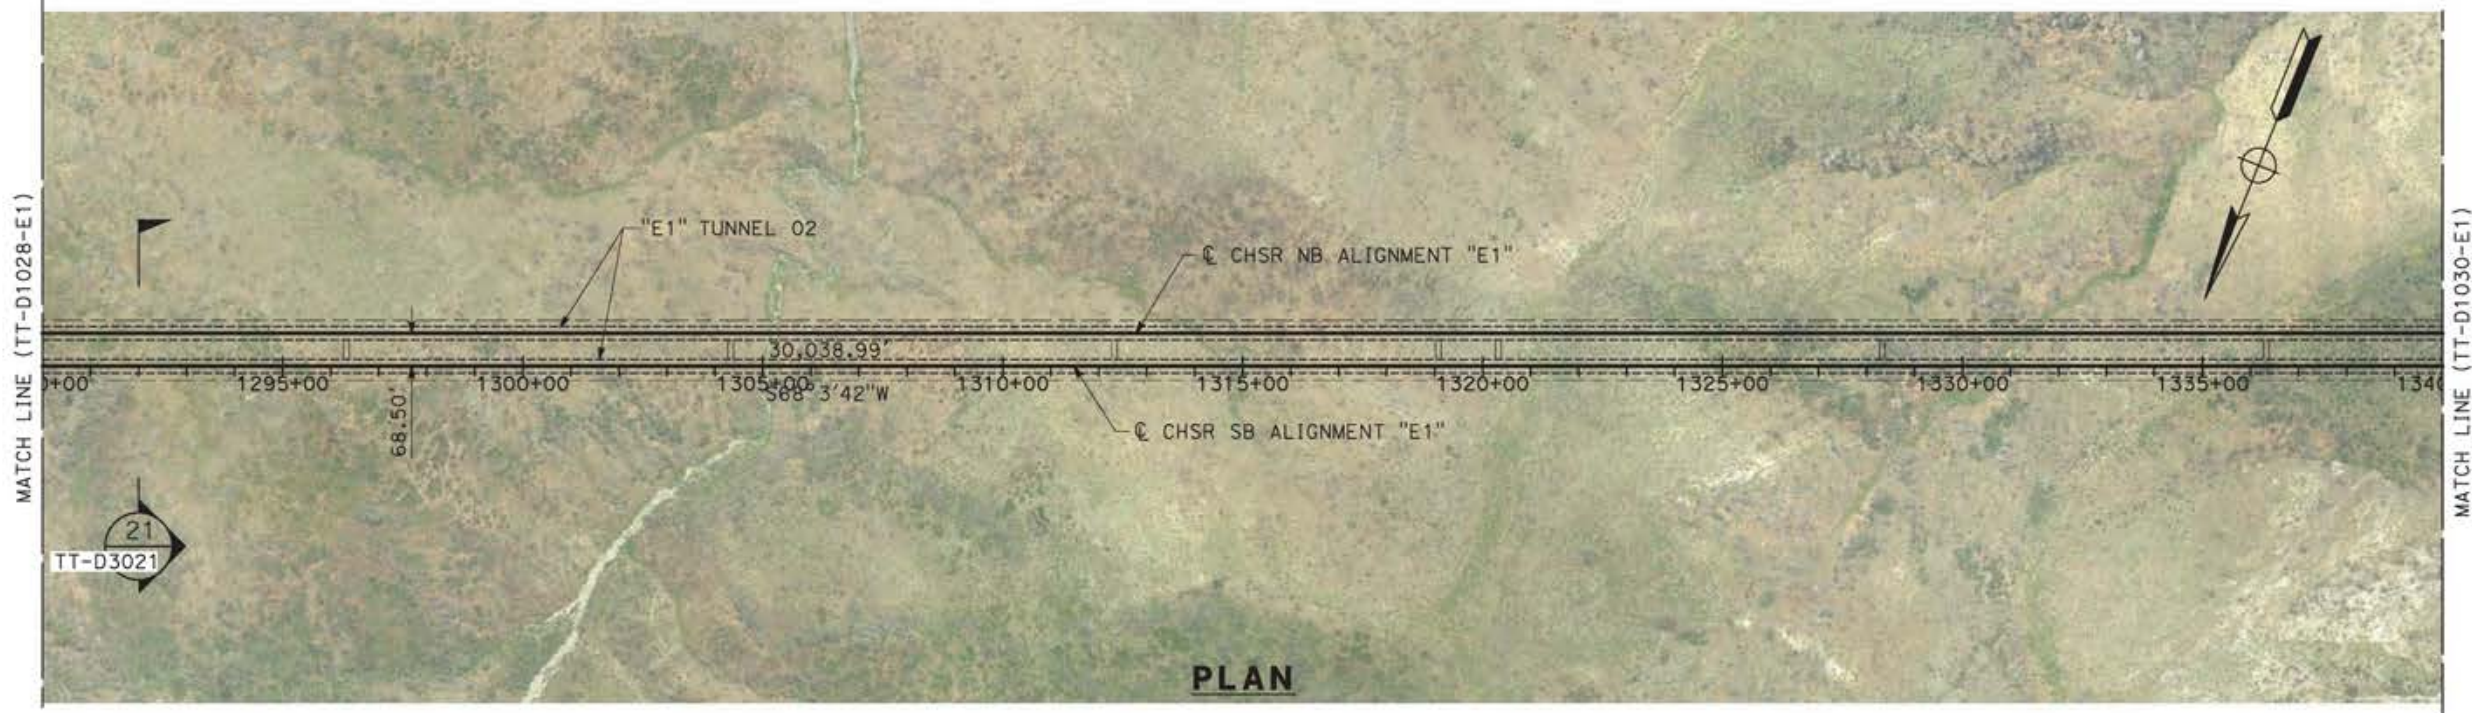 MATCH LINE (TT-D1028-E1)
"E1" TUNNEL 02
℄ CHSR NB ALIGNMENT "E1"
30,038.99'
1295+00 1300+00 1305+00 1310+00 1315+00 1320+00 1325+00 1330+00 1335+00
S68°3'42"W
68.50'
℄ CHSR SB ALIGNMENT "E1"
21
TT-D3021
PLAN
MATCH LINE (TT-D1030-E1)